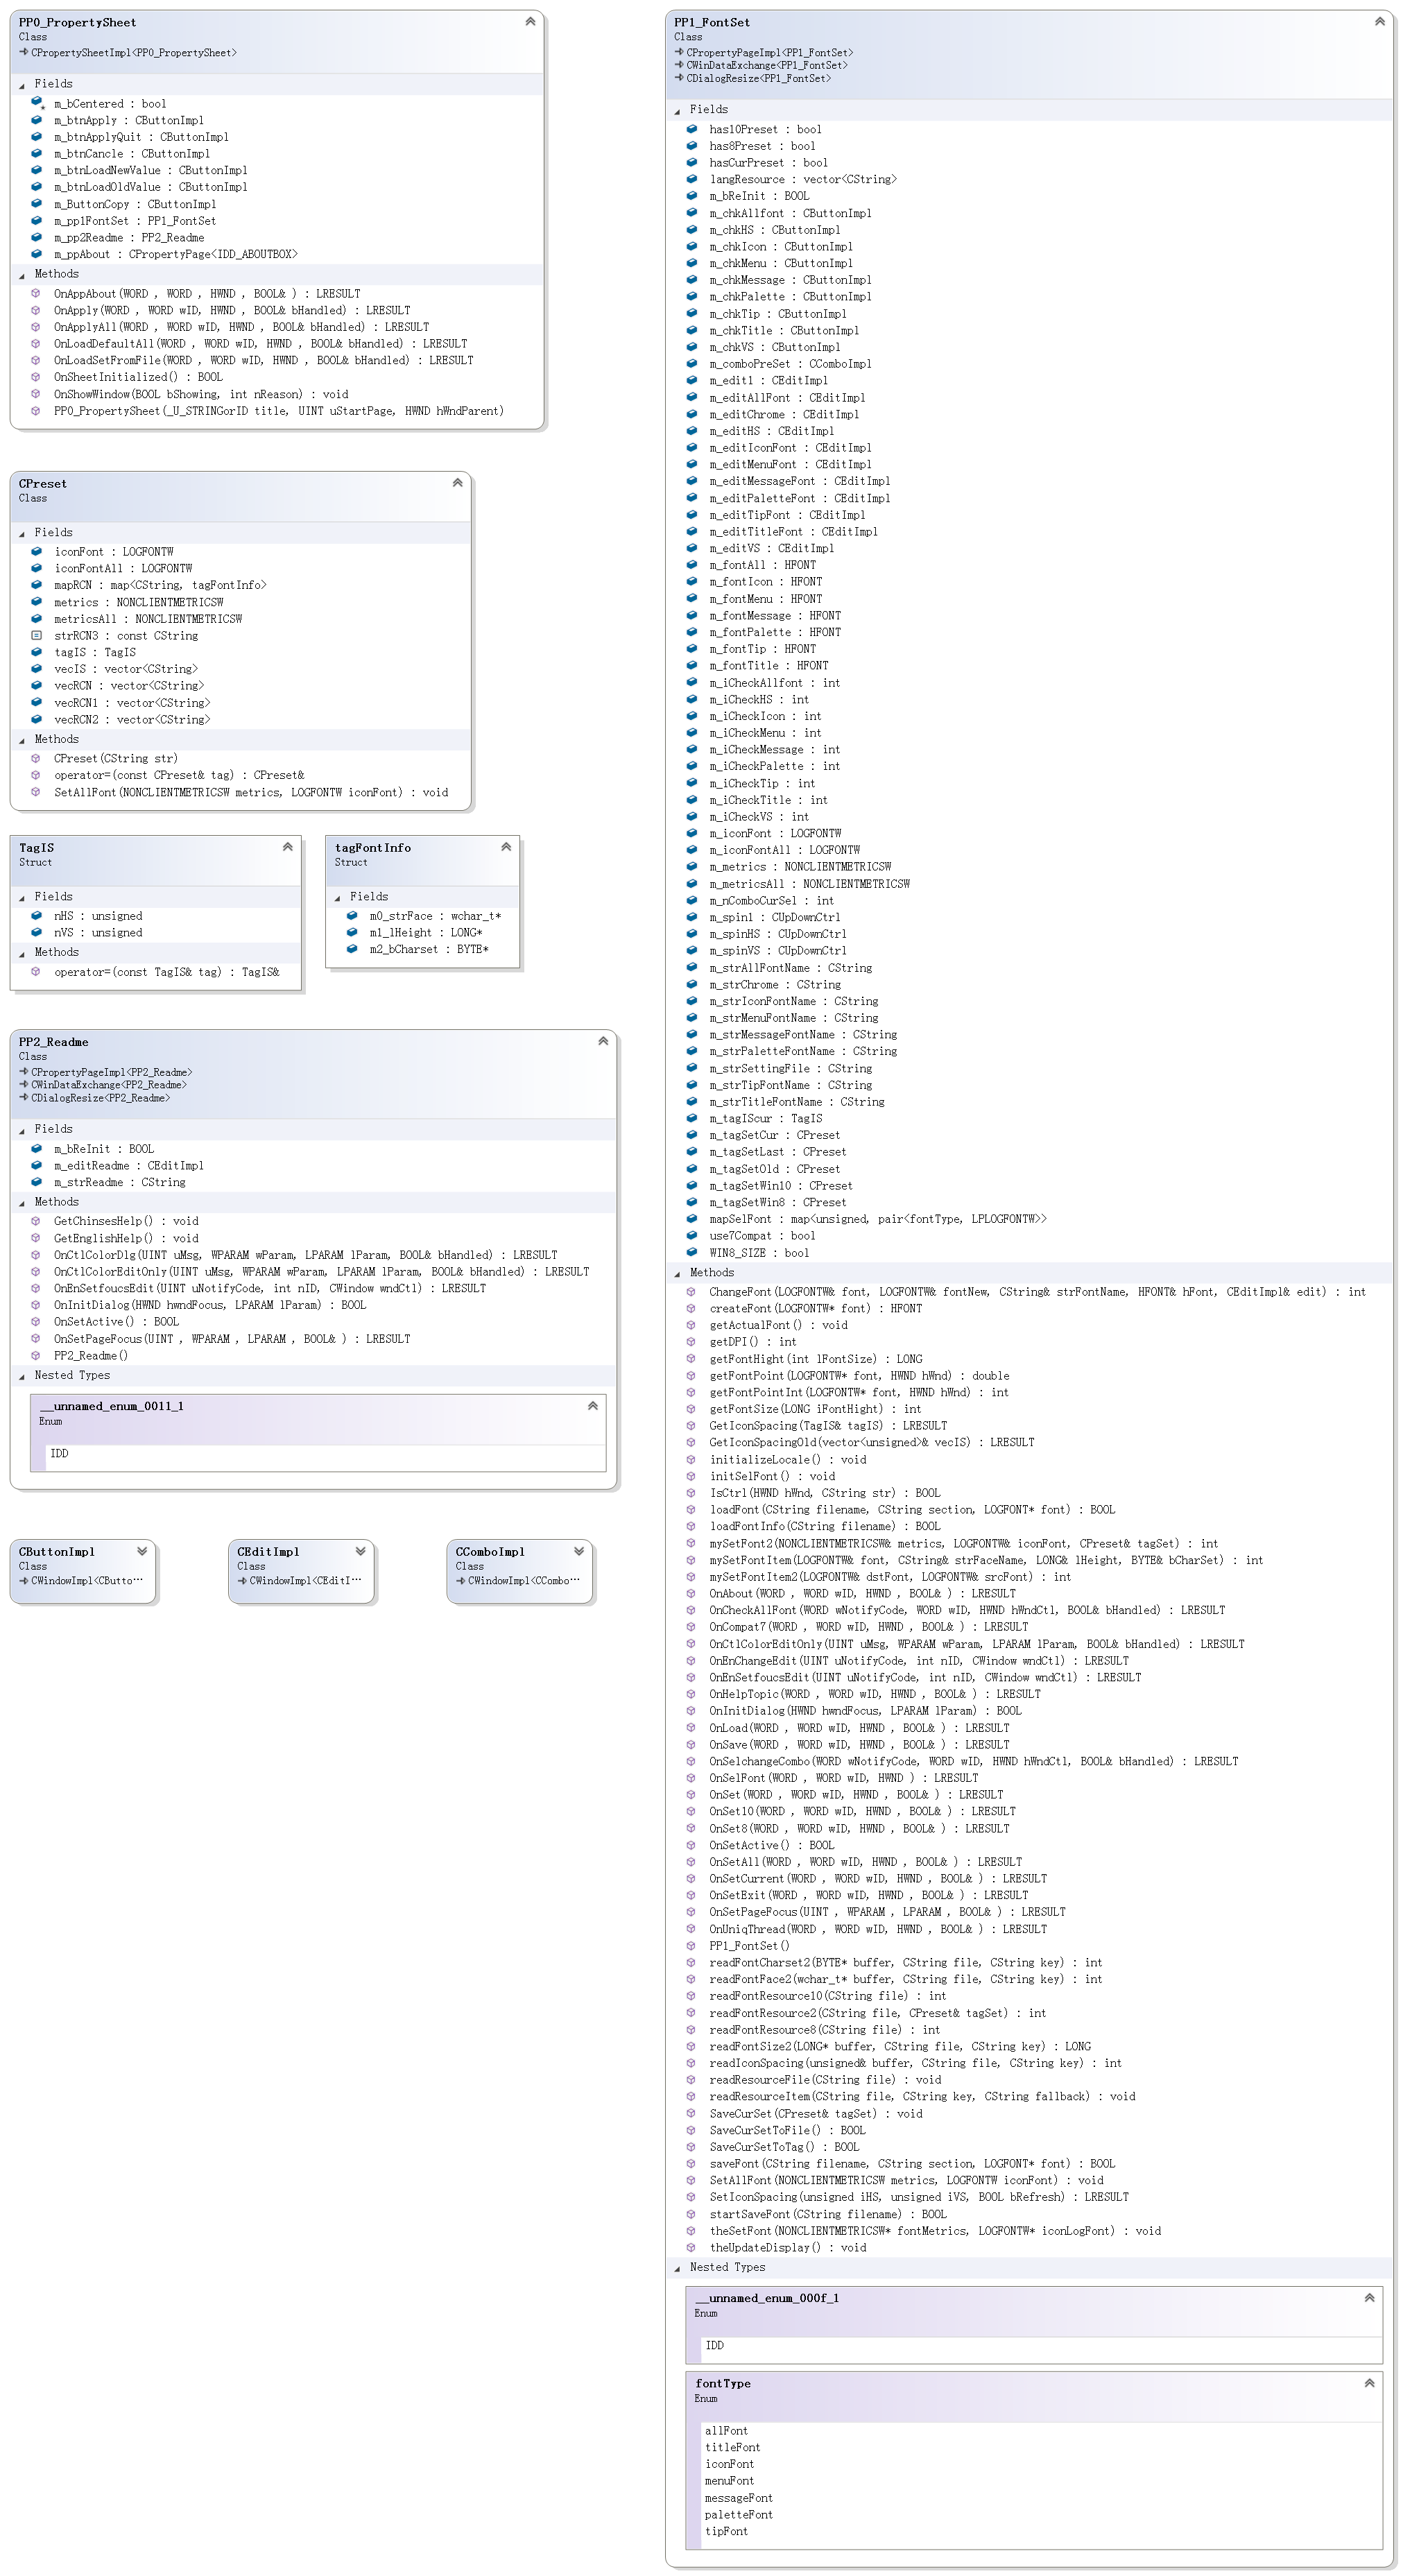 PP0_PropertySheet
Class
CPropertySheetImpl<PP0_PropertySheet>
Fields
m_bCentered : bool
m_btnApply : CButtonImpl
m_btnApplyQuit : CButtonImpl
m_btnCancle : CButtonImpl
m_btnLoadNewValue : CButtonImpl
m_btnLoadOldValue : CButtonImpl
m_ButtonCopy : CButtonImpl
m_pp1FontSet : PP1_FontSet
m_pp2Readme : PP2_Readme
m_ppAbout : CPropertyPage<IDD_ABOUTBOX>
Methods
OnAppAbout(WORD , WORD , HWND , BOOL& ) : LRESULT
OnApply(WORD , WORD wID, HWND , BOOL& bHandled) : LRESULT
OnApplyAll(WORD , WORD wID, HWND , BOOL& bHandled) : LRESULT
OnLoadDefaultAll(WORD , WORD wID, HWND , BOOL& bHandled) : LRESULT
OnLoadSetFromFile(WORD , WORD wID, HWND , BOOL& bHandled) : LRESULT
OnSheetInitialized() : BOOL
OnShowWindow(BOOL bShowing, int nReason) : void
PP0_PropertySheet(_U_STRINGorID title, UINT uStartPage, HWND hWndParent)
CPreset
Class
Fields
iconFont : LOGFONTW
iconFontAll : LOGFONTW
mapRCN : map<CString, tagFontInfo>
metrics : NONCLIENTMETRICSW
metricsAll : NONCLIENTMETRICSW
strRCN3 : const CString
tagIS : TagIS
vecIS : vector<CString>
vecRCN : vector<CString>
vecRCN1 : vector<CString>
vecRCN2 : vector<CString>
Methods
CPreset(CString str)
operator=(const CPreset& tag) : CPreset&
SetAllFont(NONCLIENTMETRICSW metrics, LOGFONTW iconFont) : void
TagIS
Struct
Fields
nHS : unsigned
nVS : unsigned
Methods
operator=(const TagIS& tag) : TagIS&
tagFontInfo
Struct
Fields
m0_strFace : wchar_t*
m1_lHeight : LONG*
m2_bCharset : BYTE*
PP2_Readme
Class
CPropertyPageImpl<PP2_Readme>
CWinDataExchange<PP2_Readme>
CDialogResize<PP2_Readme>
Fields
m_bReInit : BOOL
m_editReadme : CEditImpl
m_strReadme : CString
Methods
GetChinsesHelp() : void
GetEnglishHelp() : void
OnCtlColorDlg(UINT uMsg, WPARAM wParam, LPARAM lParam, BOOL& bHandled) : LRESULT
OnCtlColorEditOnly(UINT uMsg, WPARAM wParam, LPARAM lParam, BOOL& bHandled) : LRESULT
OnEnSetfoucsEdit(UINT uNotifyCode, int nID, CWindow wndCtl) : LRESULT
OnInitDialog(HWND hwndFocus, LPARAM lParam) : BOOL
OnSetActive() : BOOL
OnSetPageFocus(UINT , WPARAM , LPARAM , BOOL& ) : LRESULT
PP2_Readme()
Nested Types
__unnamed_enum_0011_1
Enum
IDD
CButtonImpl
Class
CWindowImpl<CButto...
CEditImpl
Class
CWindowImpl<CEditI...
CComboImpl
Class
CWindowImpl<CCombo...
PP1_FontSet
Class
CPropertyPageImpl<PP1_FontSet>
CWinDataExchange<PP1_FontSet>
CDialogResize<PP1_FontSet>
Fields
has10Preset : bool
has8Preset : bool
hasCurPreset : bool
langResource : vector<CString>
m_bReInit : BOOL
m_chkAllfont : CButtonImpl
m_chkHS : CButtonImpl
m_chkIcon : CButtonImpl
m_chkMenu : CButtonImpl
m_chkMessage : CButtonImpl
m_chkPalette : CButtonImpl
m_chkTip : CButtonImpl
m_chkTitle : CButtonImpl
m_chkVS : CButtonImpl
m_comboPreSet : CComboImpl
m_edit1 : CEditImpl
m_editAllFont : CEditImpl
m_editChrome : CEditImpl
m_editHS : CEditImpl
m_editIconFont : CEditImpl
m_editMenuFont : CEditImpl
m_editMessageFont : CEditImpl
m_editPaletteFont : CEditImpl
m_editTipFont : CEditImpl
m_editTitleFont : CEditImpl
m_editVS : CEditImpl
m_fontAll : HFONT
m_fontIcon : HFONT
m_fontMenu : HFONT
m_fontMessage : HFONT
m_fontPalette : HFONT
m_fontTip : HFONT
m_fontTitle : HFONT
m_iCheckAllfont : int
m_iCheckHS : int
m_iCheckIcon : int
m_iCheckMenu : int
m_iCheckMessage : int
m_iCheckPalette : int
m_iCheckTip : int
m_iCheckTitle : int
m_iCheckVS : int
m_iconFont : LOGFONTW
m_iconFontAll : LOGFONTW
m_metrics : NONCLIENTMETRICSW
m_metricsAll : NONCLIENTMETRICSW
m_nComboCurSel : int
m_spin1 : CUpDownCtrl
m_spinHS : CUpDownCtrl
m_spinVS : CUpDownCtrl
m_strAllFontName : CString
m_strChrome : CString
m_strIconFontName : CString
m_strMenuFontName : CString
m_strMessageFontName : CString
m_strPaletteFontName : CString
m_strSettingFile : CString
m_strTipFontName : CString
m_strTitleFontName : CString
m_tagIScur : TagIS
m_tagSetCur : CPreset
m_tagSetLast : CPreset
m_tagSetOld : CPreset
m_tagSetWin10 : CPreset
m_tagSetWin8 : CPreset
mapSelFont : map<unsigned, pair<fontType, LPLOGFONTW>>
use7Compat : bool
WIN8_SIZE : bool
Methods
ChangeFont(LOGFONTW& font, LOGFONTW& fontNew, CString& strFontName, HFONT& hFont, CEditImpl& edit) : int
createFont(LOGFONTW* font) : HFONT
getActualFont() : void
getDPI() : int
getFontHight(int lFontSize) : LONG
getFontPoint(LOGFONTW* font, HWND hWnd) : double
getFontPointInt(LOGFONTW* font, HWND hWnd) : int
getFontSize(LONG iFontHight) : int
GetIconSpacing(TagIS& tagIS) : LRESULT
GetIconSpacingOld(vector<unsigned>& vecIS) : LRESULT
initializeLocale() : void
initSelFont() : void
IsCtrl(HWND hWnd, CString str) : BOOL
loadFont(CString filename, CString section, LOGFONT* font) : BOOL
loadFontInfo(CString filename) : BOOL
mySetFont2(NONCLIENTMETRICSW& metrics, LOGFONTW& iconFont, CPreset& tagSet) : int
mySetFontItem(LOGFONTW& font, CString& strFaceName, LONG& lHeight, BYTE& bCharSet) : int
mySetFontItem2(LOGFONTW& dstFont, LOGFONTW& srcFont) : int
OnAbout(WORD , WORD wID, HWND , BOOL& ) : LRESULT
OnCheckAllFont(WORD wNotifyCode, WORD wID, HWND hWndCtl, BOOL& bHandled) : LRESULT
OnCompat7(WORD , WORD wID, HWND , BOOL& ) : LRESULT
OnCtlColorEditOnly(UINT uMsg, WPARAM wParam, LPARAM lParam, BOOL& bHandled) : LRESULT
OnEnChangeEdit(UINT uNotifyCode, int nID, CWindow wndCtl) : LRESULT
OnEnSetfoucsEdit(UINT uNotifyCode, int nID, CWindow wndCtl) : LRESULT
OnHelpTopic(WORD , WORD wID, HWND , BOOL& ) : LRESULT
OnInitDialog(HWND hwndFocus, LPARAM lParam) : BOOL
OnLoad(WORD , WORD wID, HWND , BOOL& ) : LRESULT
OnSave(WORD , WORD wID, HWND , BOOL& ) : LRESULT
OnSelchangeCombo(WORD wNotifyCode, WORD wID, HWND hWndCtl, BOOL& bHandled) : LRESULT
OnSelFont(WORD , WORD wID, HWND ) : LRESULT
OnSet(WORD , WORD wID, HWND , BOOL& ) : LRESULT
OnSet10(WORD , WORD wID, HWND , BOOL& ) : LRESULT
OnSet8(WORD , WORD wID, HWND , BOOL& ) : LRESULT
OnSetActive() : BOOL
OnSetAll(WORD , WORD wID, HWND , BOOL& ) : LRESULT
OnSetCurrent(WORD , WORD wID, HWND , BOOL& ) : LRESULT
OnSetExit(WORD , WORD wID, HWND , BOOL& ) : LRESULT
OnSetPageFocus(UINT , WPARAM , LPARAM , BOOL& ) : LRESULT
OnUniqThread(WORD , WORD wID, HWND , BOOL& ) : LRESULT
PP1_FontSet()
readFontCharset2(BYTE* buffer, CString file, CString key) : int
readFontFace2(wchar_t* buffer, CString file, CString key) : int
readFontResource10(CString file) : int
readFontResource2(CString file, CPreset& tagSet) : int
readFontResource8(CString file) : int
readFontSize2(LONG* buffer, CString file, CString key) : LONG
readIconSpacing(unsigned& buffer, CString file, CString key) : int
readResourceFile(CString file) : void
readResourceItem(CString file, CString key, CString fallback) : void
SaveCurSet(CPreset& tagSet) : void
SaveCurSetToFile() : BOOL
SaveCurSetToTag() : BOOL
saveFont(CString filename, CString section, LOGFONT* font) : BOOL
SetAllFont(NONCLIENTMETRICSW metrics, LOGFONTW iconFont) : void
SetIconSpacing(unsigned iHS, unsigned iVS, BOOL bRefresh) : LRESULT
startSaveFont(CString filename) : BOOL
theSetFont(NONCLIENTMETRICSW* fontMetrics, LOGFONTW* iconLogFont) : void
theUpdateDisplay() : void
Nested Types
__unnamed_enum_000f_1
Enum
IDD
fontType
Enum
allFont
titleFont
iconFont
menuFont
messageFont
paletteFont
tipFont